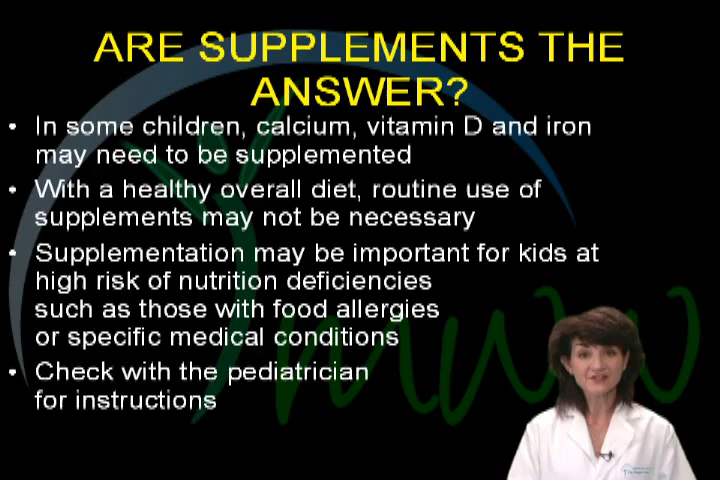 ARE SUPPLEMENTS THE
ANSWER?
• In some children, calcium, vitamin D and iron
may need to be supplemented
• With a healthy overall diet, routine use of
supplements may not be necessary
• Supplementation may be important for kids at
high risk of nutrition deficiencies
such as those with food allergies
or specific medical conditions
• Check with the pediatrician
for instructions
mww